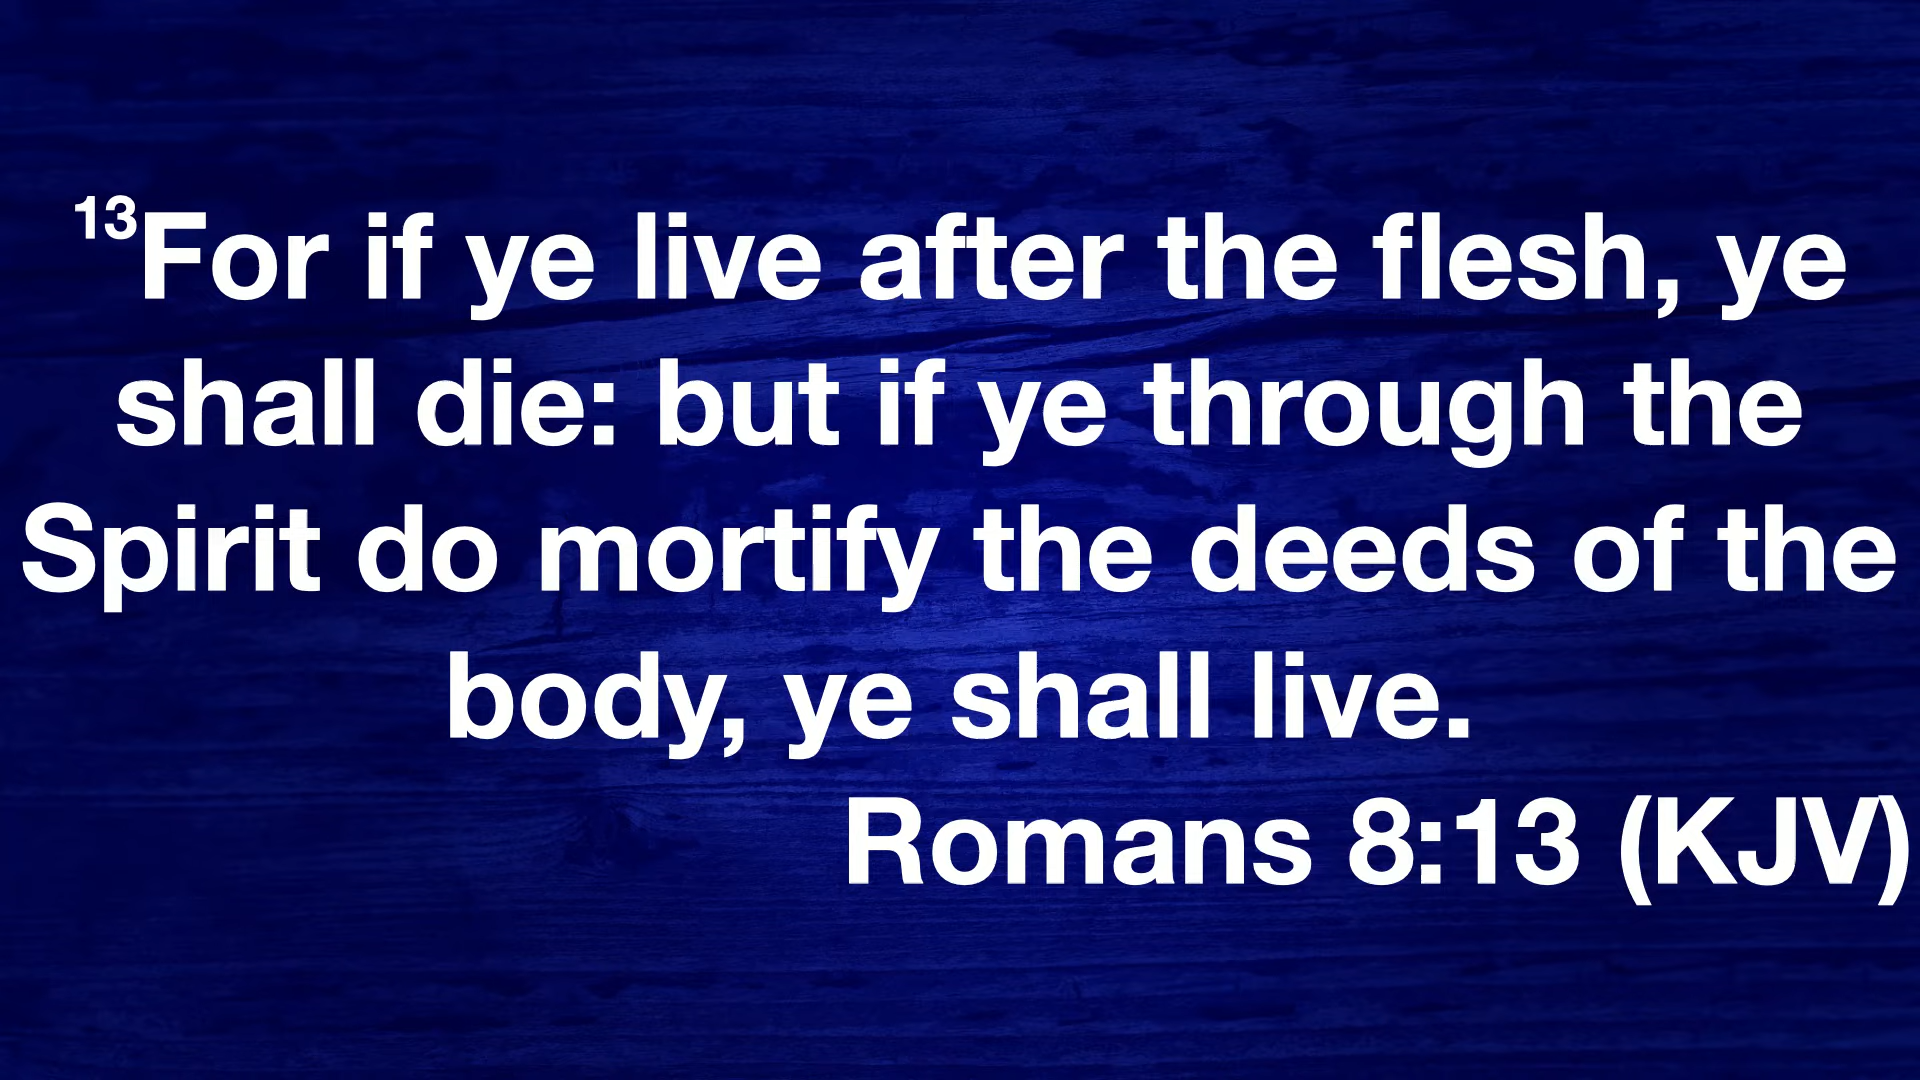 13For if ye live after the flesh, ye
shall die: but if ye through the
Spirit do mortify the deeds of the
body, ye shall live.
Romans 8:13 (KJV)